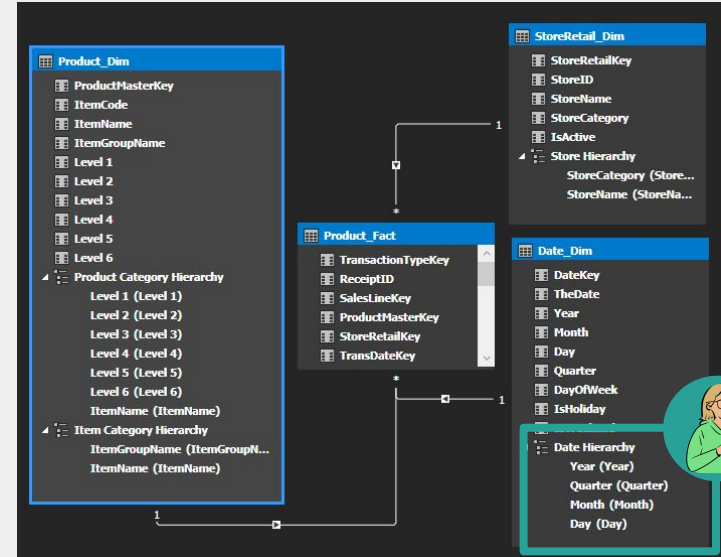 Product_Dim
ProductMasterKey
ItemCode
ItemName
ItemGroupName
Level 1
Level 2
Level 3
Level 4
Level 5
Level 6
Product Category Hierarchy
Level 1 (Level 1)
Level 2 (Level 2)
Level 3 (Level 3)
Level 4 (Level 4)
Level 5 (Level 5)
Level 6 (Level 6)
ItemName (ItemName)
Item Category Hierarchy
ItemGroupName (ItemGroupN...
ItemName (ItemName)
1
1
*
Product_Fact
TransactionTypeKey
ReceiptID
SalesLineKey
ProductMasterKey
StoreRetailKey
TransDateKey
*
1
StoreRetail_Dim
StoreRetailKey
StoreID
StoreName
StoreCategory
IsActive
Store Hierarchy
StoreCategory (Store...
StoreName (StoreNa...
Date_Dim
DateKey
TheDate
Year
Month
Day
Quarter
DayOfWeek
IsHoliday
Date Hierarchy
Year (Year)
Quarter (Quarter)
Month (Month)
Day (Day)